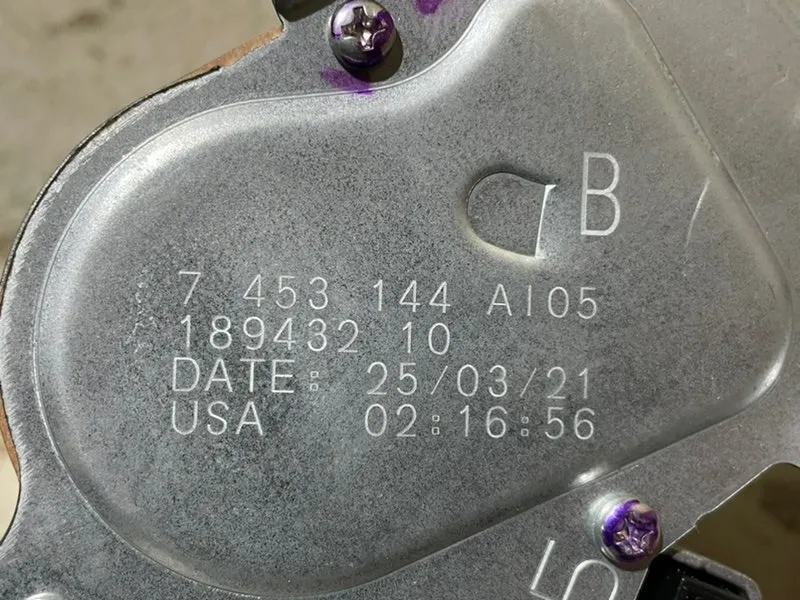 B
7 453 144 AI05
189432 10
DATE: 25/03/21
USA 02:16:56
5